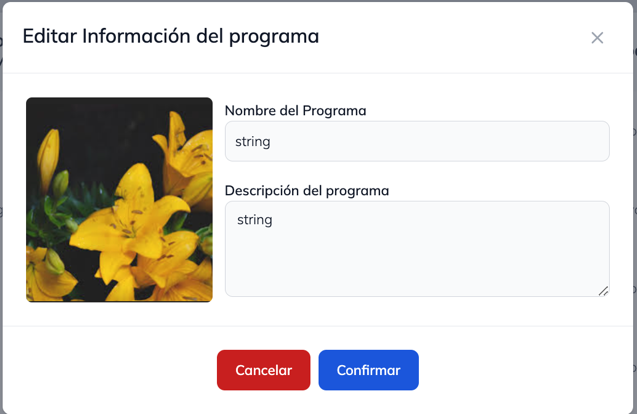 Editar Información del programa
Nombre del Programa
string
Descripción del programa
string
Cancelar
Confirmar